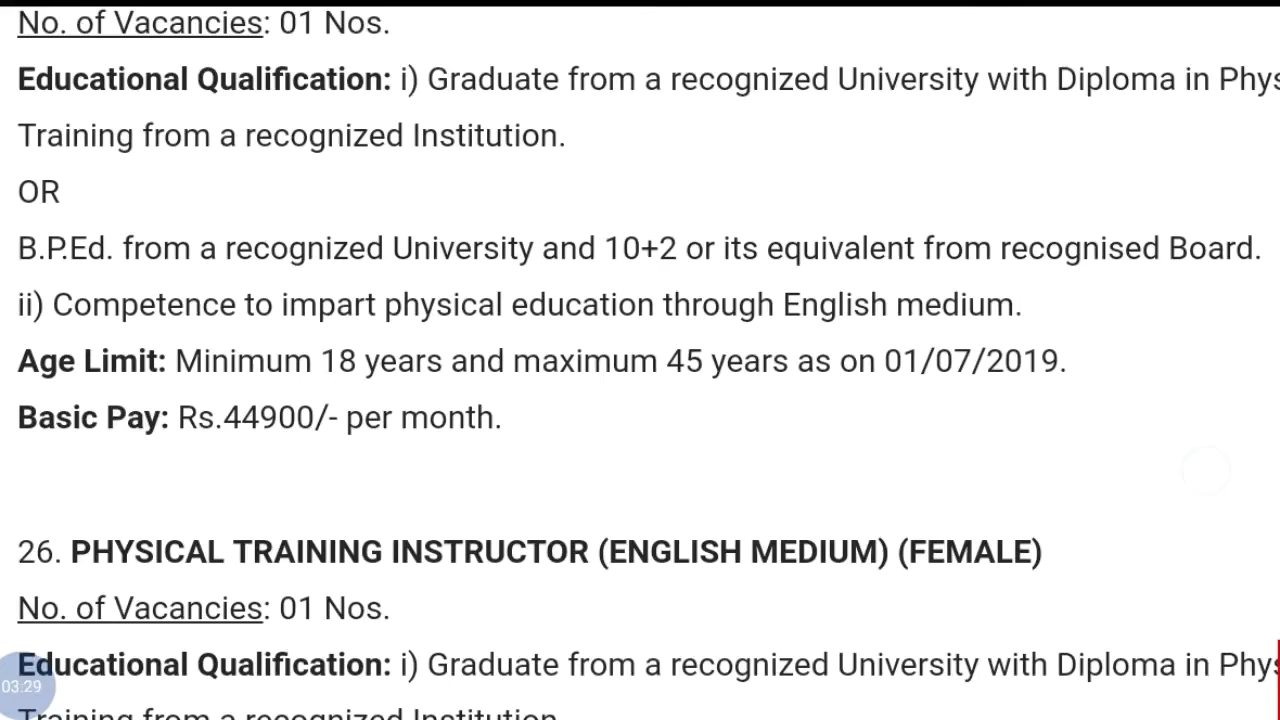 No. of Vacancies: 01 Nos.
Educational Qualification: i) Graduate from a recognized University with Diploma in Phys
Training from a recognized Institution.
OR
B.P.Ed. from a recognized University and 10+2 or its equivalent from recognised Board.
ii) Competence to impart physical education through English medium.
Age Limit: Minimum 18 years and maximum 45 years as on 01/07/2019.
Basic Pay: Rs.44900/- per month.
26. PHYSICAL TRAINING INSTRUCTOR (ENGLISH MEDIUM) (FEMALE)
No. of Vacancies: 01 Nos.
Educational Qualification: i) Graduate from a recognized University with Diploma in Phys
03:29
Training from a recognized Institution